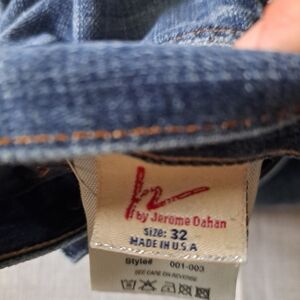 by Jerome Dahan
size: 32
MADE IN U.S.A
Style# 001-003
SEE CARE ON REVERSE